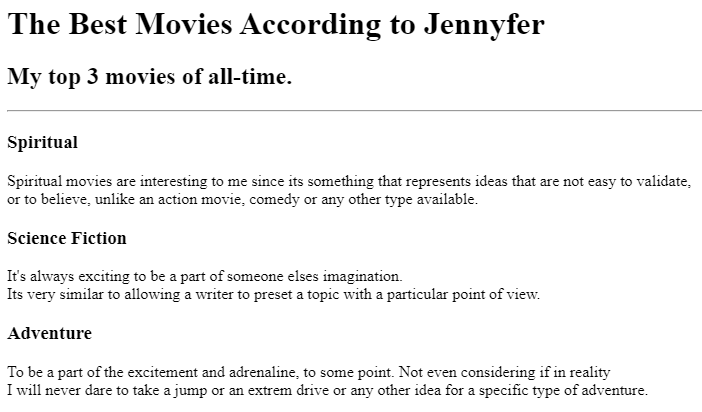 The Best Movies According to Jennyfer
My top 3 movies of all-time.
Spiritual
Spiritual movies are interesting to me since its something that represents ideas that are not easy to validate,
or to believe, unlike an action movie, comedy or any other type available.
Science Fiction
It's always exciting to be a part of someone elses imagination.
Its very similar to allowing a writer to preset a topic with a particular point of view.
Adventure
To be a part of the excitement and adrenaline, to some point. Not even considering if in reality
I will never dare to take a jump or an extrem drive or any other idea for a specific type of adventure.